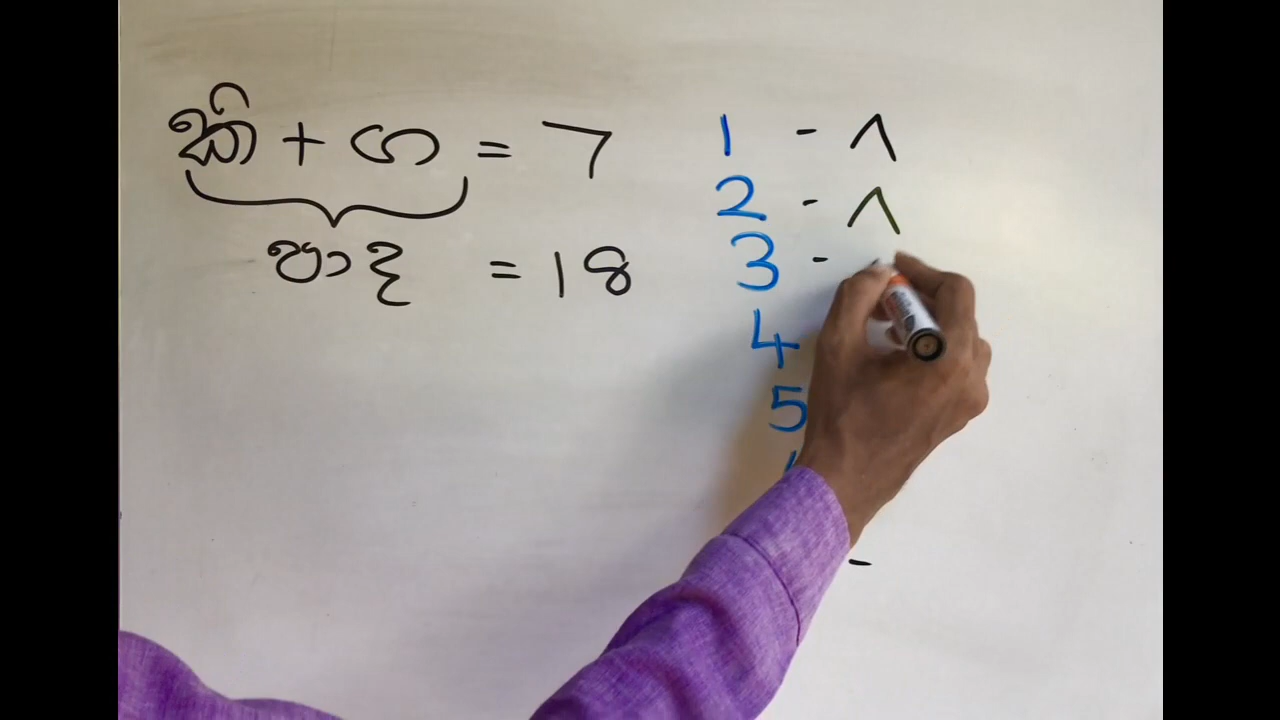 කි + ග = 7
පාද = 18
1 - ^
2 - ^
3 -
4
5
-